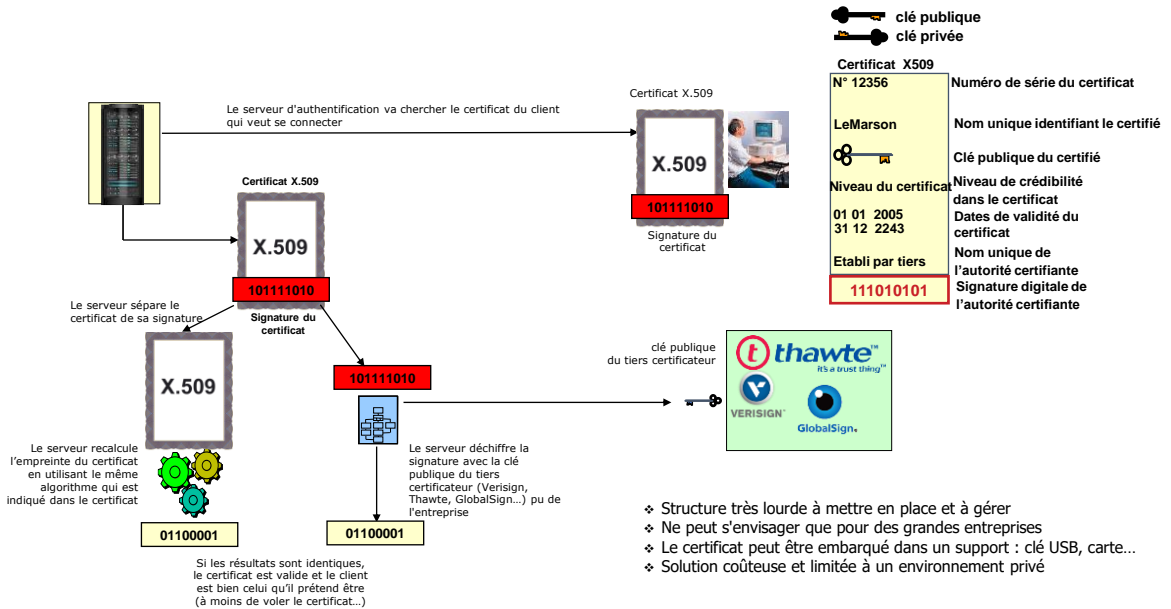 clé publique
clé privée
Certificat X509
N° 12356
Numéro de série du certificat
LeMarson
Nom unique identifiant le certifié
Clé publique du certifié
Niveau du certificat
Niveau de crédibilité
dans le certificat
01 01 2005
31 12 2243
Dates de validité du
certificat
Etabli par tiers
Nom unique de
l'autorité certifiante
111010101
Signature digitale de
l'autorité certifiante
Le serveur d'authentification va chercher le certificat du client
qui veut se connecter
Certificat X.509
X.509
101111010
Signature du
certificat
Certificat X.509
X.509
101111010
Signature du
certificat
Le serveur sépare le
certificat de sa signature
X.509
101111010
clé publique
du tiers certificateur
t thawte™
it's a trust thing™
VERISIGN
GlobalSign.
Le serveur recalcule
l'empreinte du certificat
en utilisant le même
algorithme qui est
indiqué dans le certificat
Le serveur déchiffre la
signature avec la clé
publique du tiers
certificateur (Verisign,
Thawte, GlobalSign…) pu de
l'entreprise
01100001
01100001
Si les résultats sont identiques,
le certificat est valide et le client
est bien celui qu'il prétend être
(à moins de voler le certificat…)
❖ Structure très lourde à mettre en place et à gérer
❖ Ne peut s'envisager que pour des grandes entreprises
❖ Le certificat peut être embarqué dans un support : clé USB, carte…
❖ Solution coûteuse et limitée à un environnement privé